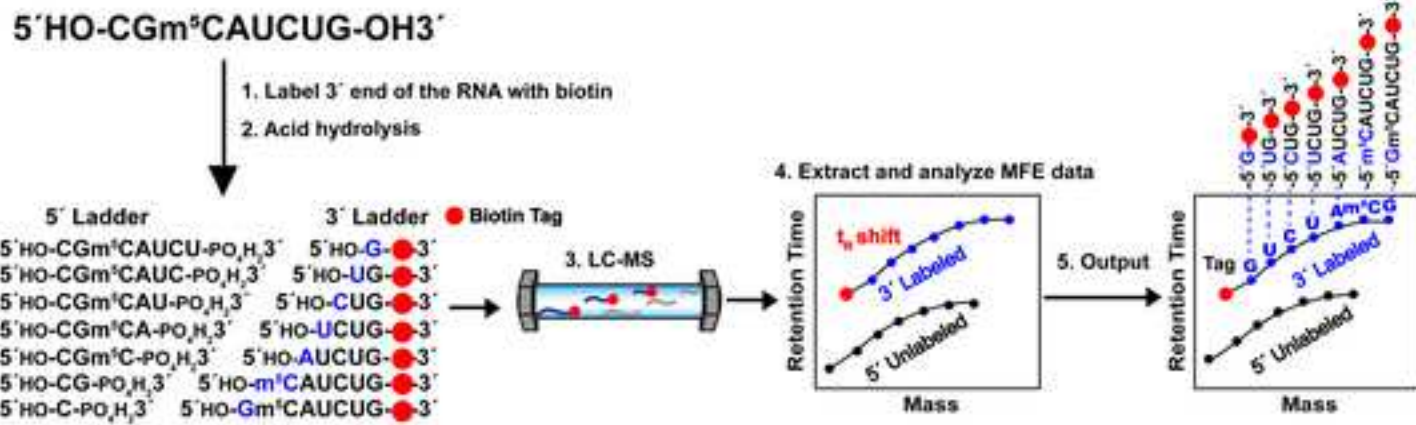 5´HO-CGm⁵CAUCUG-OH3´
1. Label 3´ end of the RNA with biotin
2. Acid hydrolysis
5´ Ladder
3´ Ladder
Biotin Tag
5´HO-CGm⁵CAUCU-PO₄H₂3´
5´HO-G-3´
5´HO-CGm⁵CAUC-PO₄H₂3´
5´HO-UG-3´
5´HO-CGm⁵CAU-PO₄H₂3´
5´HO-CUG-3´
5´HO-CGm⁵CA-PO₄H₂3´
5´HO-UCUG-3´
5´HO-CGm⁵C-PO₄H₂3´
5´HO-AUCUG-3´
5´HO-CG-PO₄H₂3´
5´HO-m⁵CAUCUG-3´
5´HO-C-PO₄H₂3´
5´HO-Gm⁵CAUCUG-3´
3. LC-MS
4. Extract and analyze MFE data
Retention Time
tR shift
3´ Labeled
5´ Unlabeled
Mass
5. Output
-5´G-3´
-5´UG-3´
-5´CUG-3´
-5´UCUG-3´
-5´AUCUG-3´
-5´m⁵CAUCUG-3´
-5´Gm⁵CAUCUG-3
Retention Time
Tag
G
U
C
U
A
m⁵C
G
3´ Labeled
5´ Unlabeled
Mass